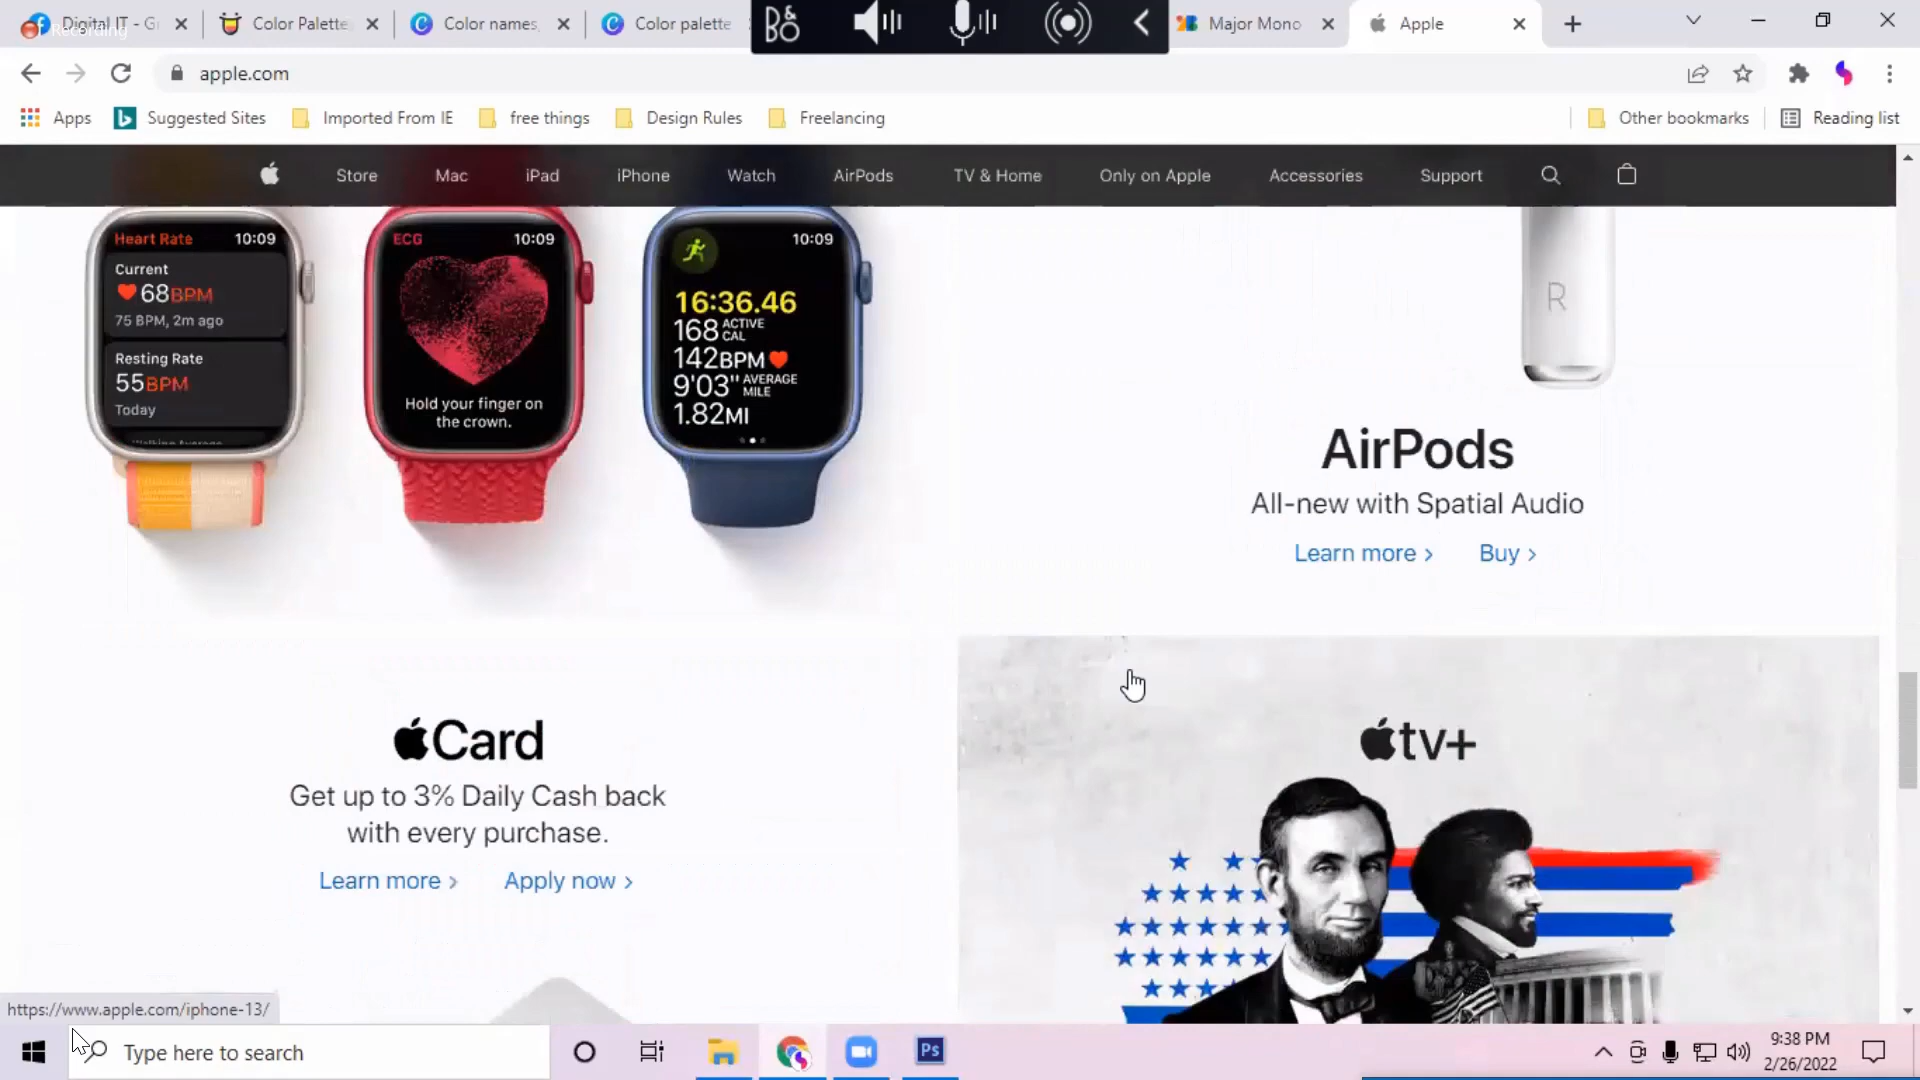 Digital IT - G
Recording
Color Palette
Color names,
Color palette
Major Mono
Apple
apple.com
Apps
Suggested Sites
Imported From IE
free things
Design Rules
Freelancing
Other bookmarks
Reading list
Store
Mac
iPad
iPhone
Watch
AirPods
TV & Home
Only on Apple
Accessories
Support
Heart Rate 10:09
Current
68BPM
75 BPM, 2m ago
Resting Rate
55BPM
Today
Walking Average
ECG 10:09
Hold your finger on
the crown.
10:09
16:36.46
168 ACTIVE CAL
142BPM
9'03" AVERAGE MILE
1.82MI
R
AirPods
All-new with Spatial Audio
Learn more > Buy >
Card
Get up to 3% Daily Cash back
with every purchase.
Learn more > Apply now >
tv+
https://www.apple.com/iphone-13/
Type here to search
Ps
9:38 PM
2/26/2022